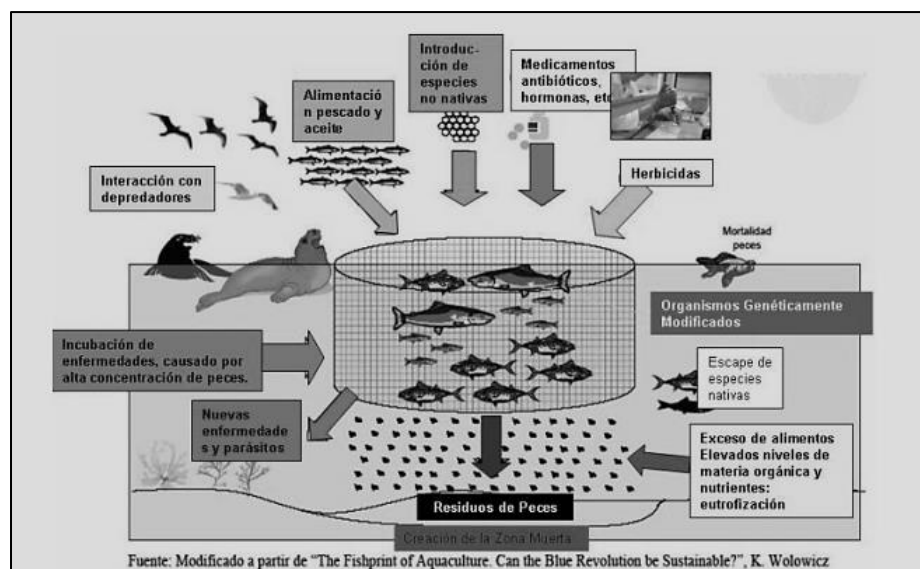 Introduc-
ción de
especies
no nativas
Medicamentos
antibióticos,
hormonas, etc
Alimentació
n pescado y
aceite
Interacción con
depredadores
Herbicidas
Mortalidad
peces
Organismos Genéticamente
Modificados
Incubación de
enfermedades, causado por
alta concentración de peces.
Escape de
especies
nativas
Nuevas
enfermedade
s y parásitos
Exceso de alimentos
Elevados niveles de
materia orgánica y
nutrientes:
eutrofización
Residuos de Peces
Creación de la Zona Muerta
Fuente: Modificado a partir de “The Fishprint of Aquaculture. Can the Blue Revolution be Sustainable?”, K. Wolowicz